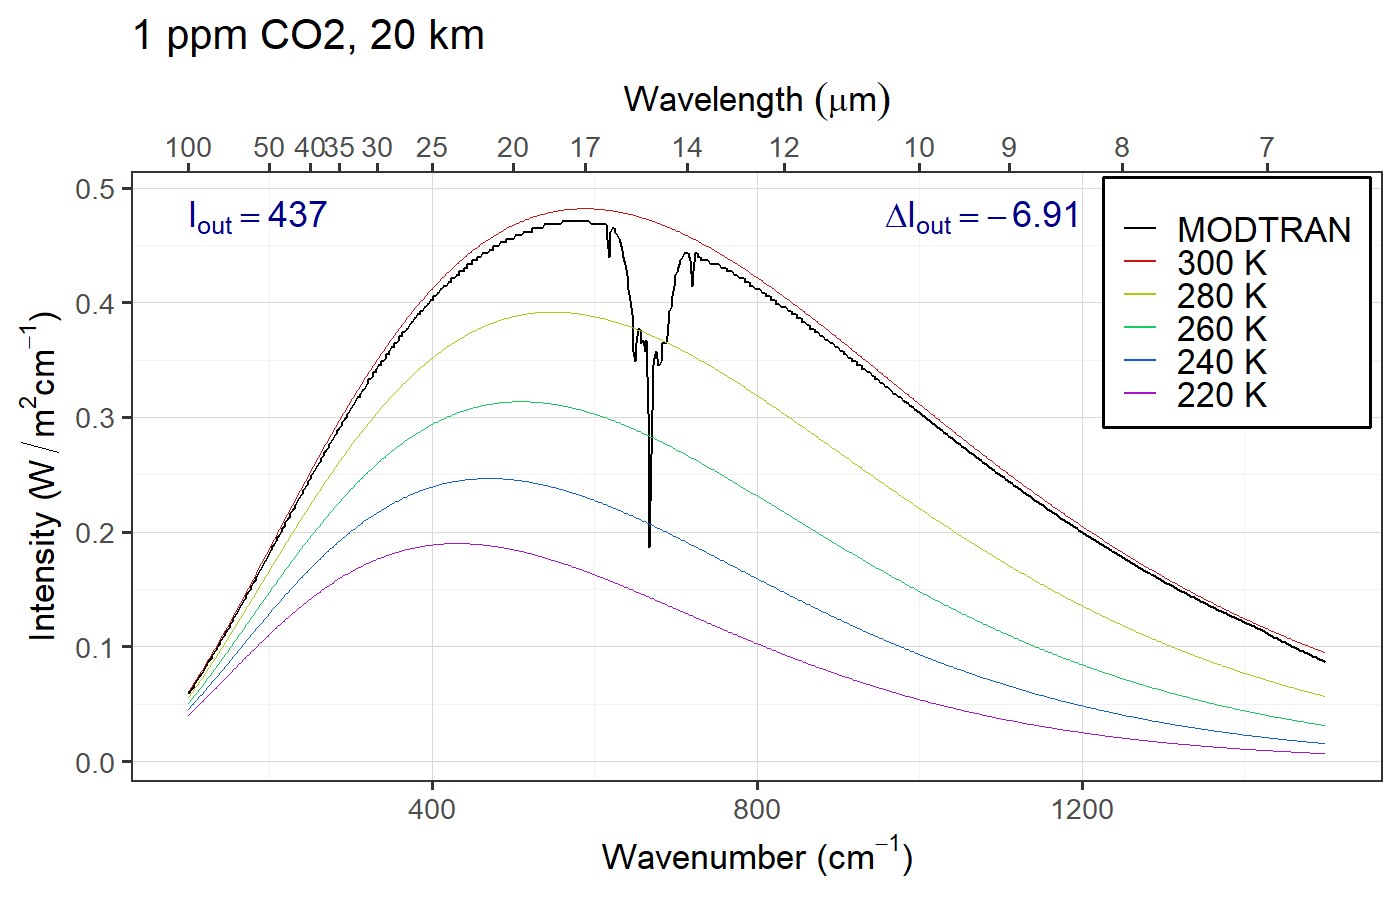 1 ppm CO2, 20 km
Wavelength (μm)
100 50 40 35 30 25 20 17 14 12 10 9 8 7
0.5
I_out = 437
ΔI_out = −6.91
MODTRAN
300 K
280 K
260 K
240 K
220 K
0.4
0.3
0.2
0.1
0.0
Intensity (W / m²cm⁻¹)
400 800 1200
Wavenumber (cm⁻¹)